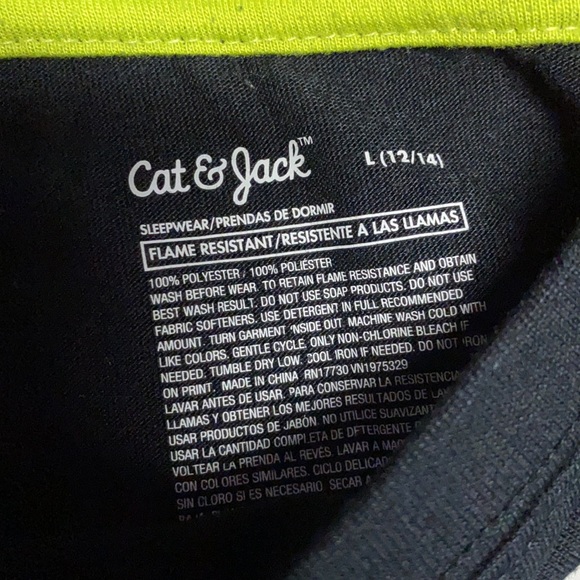 Cat & Jack™
L (12/14)
SLEEPWEAR/PRENDAS DE DORMIR
FLAME RESISTANT/RESISTENTE A LAS LLAMAS
100% POLYESTER / 100% POLIÉSTER
WASH BEFORE WEAR. TO RETAIN FLAME RESISTANCE AND OBTAIN
BEST WASH RESULT. DO NOT USE SOAP PRODUCTS. DO NOT USE
FABRIC SOFTENERS. USE DETERGENT IN FULL RECOMMENDED
AMOUNT. TURN GARMENT INSIDE OUT. MACHINE WASH COLD WITH
LIKE COLORS. GENTLE CYCLE. ONLY NON-CHLORINE BLEACH IF
NEEDED. TUMBLE DRY LOW. COOL IRON IF NEEDED. DO NOT IRON
ON PRINT. MADE IN CHINA RN17730 VN1975329
LAVAR ANTES DE USAR. PARA CONSERVAR LA RESISTENCIA
LLAMAS Y OBTENER LOS MEJORES RESULTADOS DE LA
USAR PRODUCTOS DE JABÓN. NO UTILICE SUAVIZANT
USAR LA CANTIDAD COMPLETA DE DETERGENTE
VOLTEAR LA PRENDA AL REVÉS. LAVAR A
CON COLORES SIMILARES. CICLO DELICAD
SIN CLORO SI ES NECESARIO. SECAR A